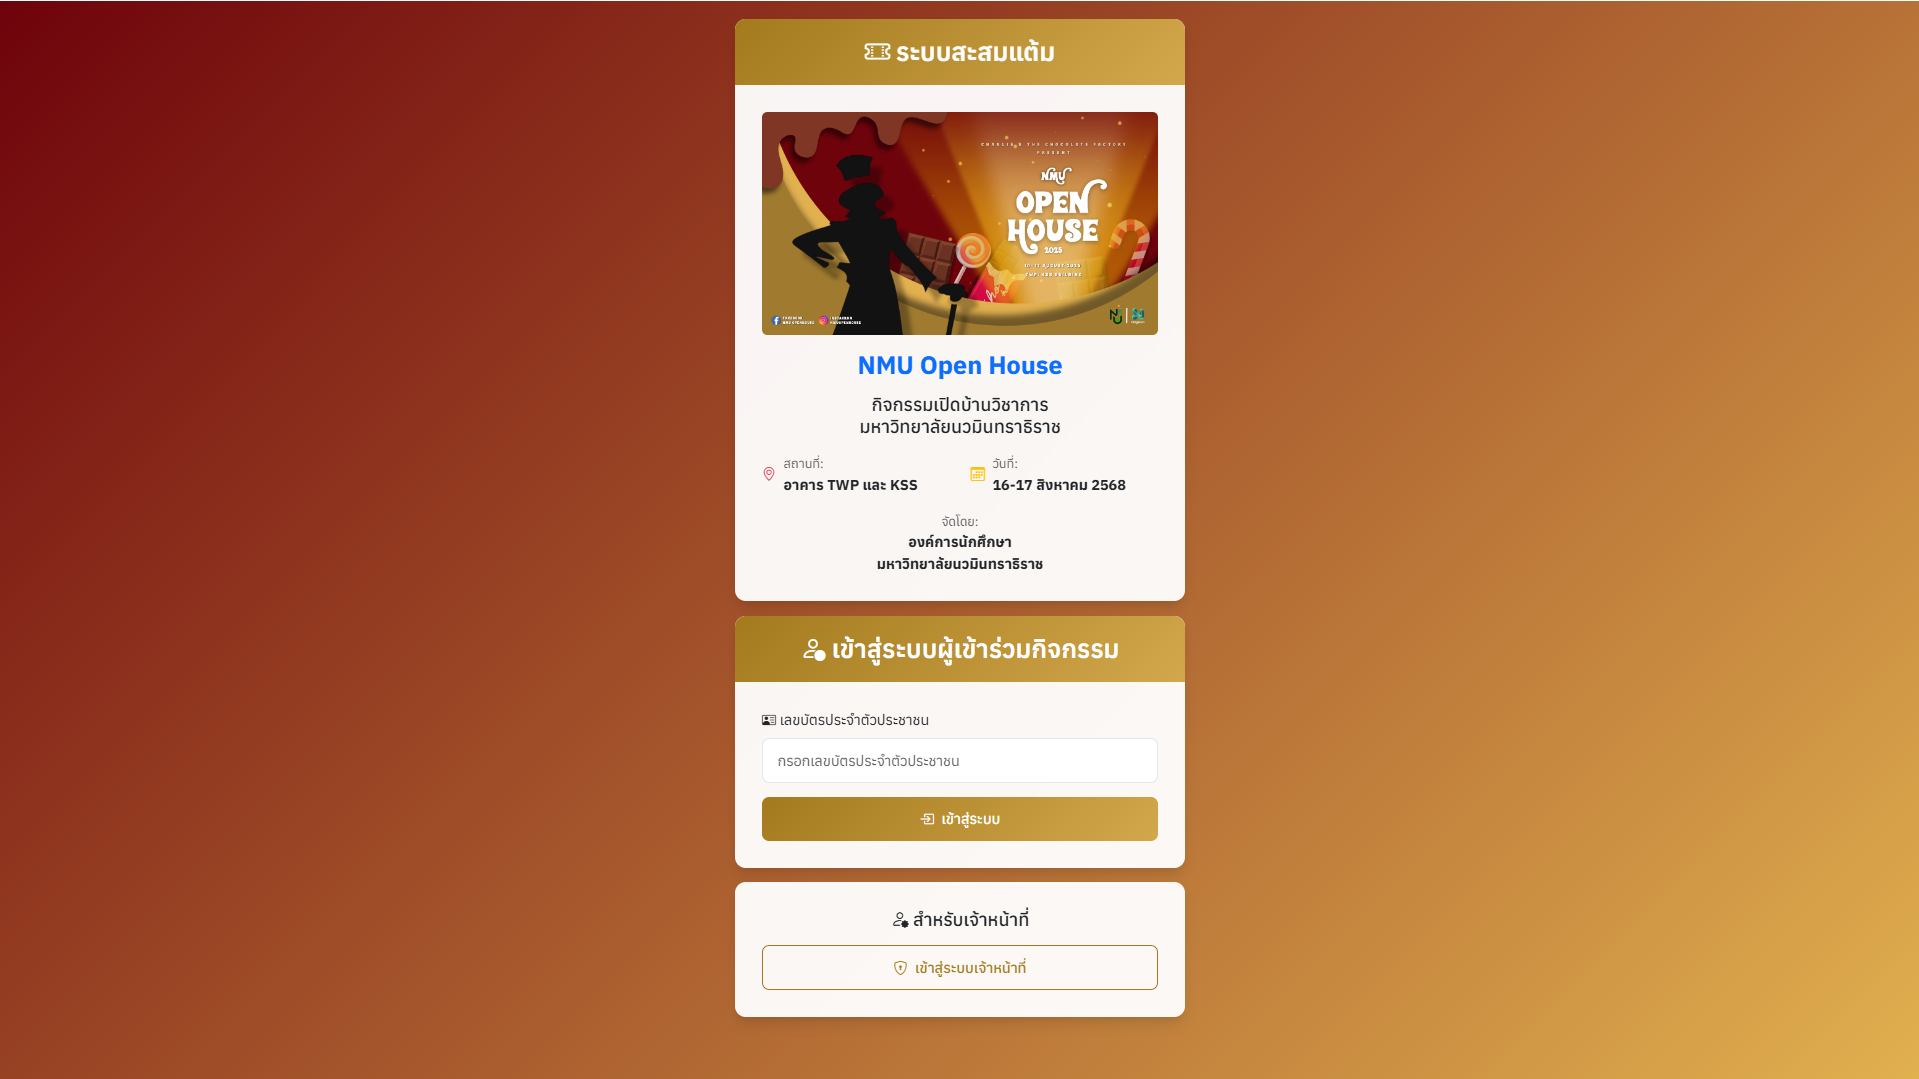 ระบบสะสมแต้ม
CHARLIE & THE CHOCOLATE FACTORY
PRESENT
NMU
OPEN
HOUSE
2025
NMU Open House
กิจกรรมเปิดบ้านวิชาการ
มหาวิทยาลัยนวมินทราธิราช
สถานที่:
อาคาร TWP และ KSS
วันที่:
16-17 สิงหาคม 2568
จัดโดย:
องค์การนักศึกษา
มหาวิทยาลัยนวมินทราธิราช
เข้าสู่ระบบผู้เข้าร่วมกิจกรรม
เลขบัตรประจำตัวประชาชน
กรอกเลขบัตรประจำตัวประชาชน
เข้าสู่ระบบ
สำหรับเจ้าหน้าที่
เข้าสู่ระบบเจ้าหน้าที่